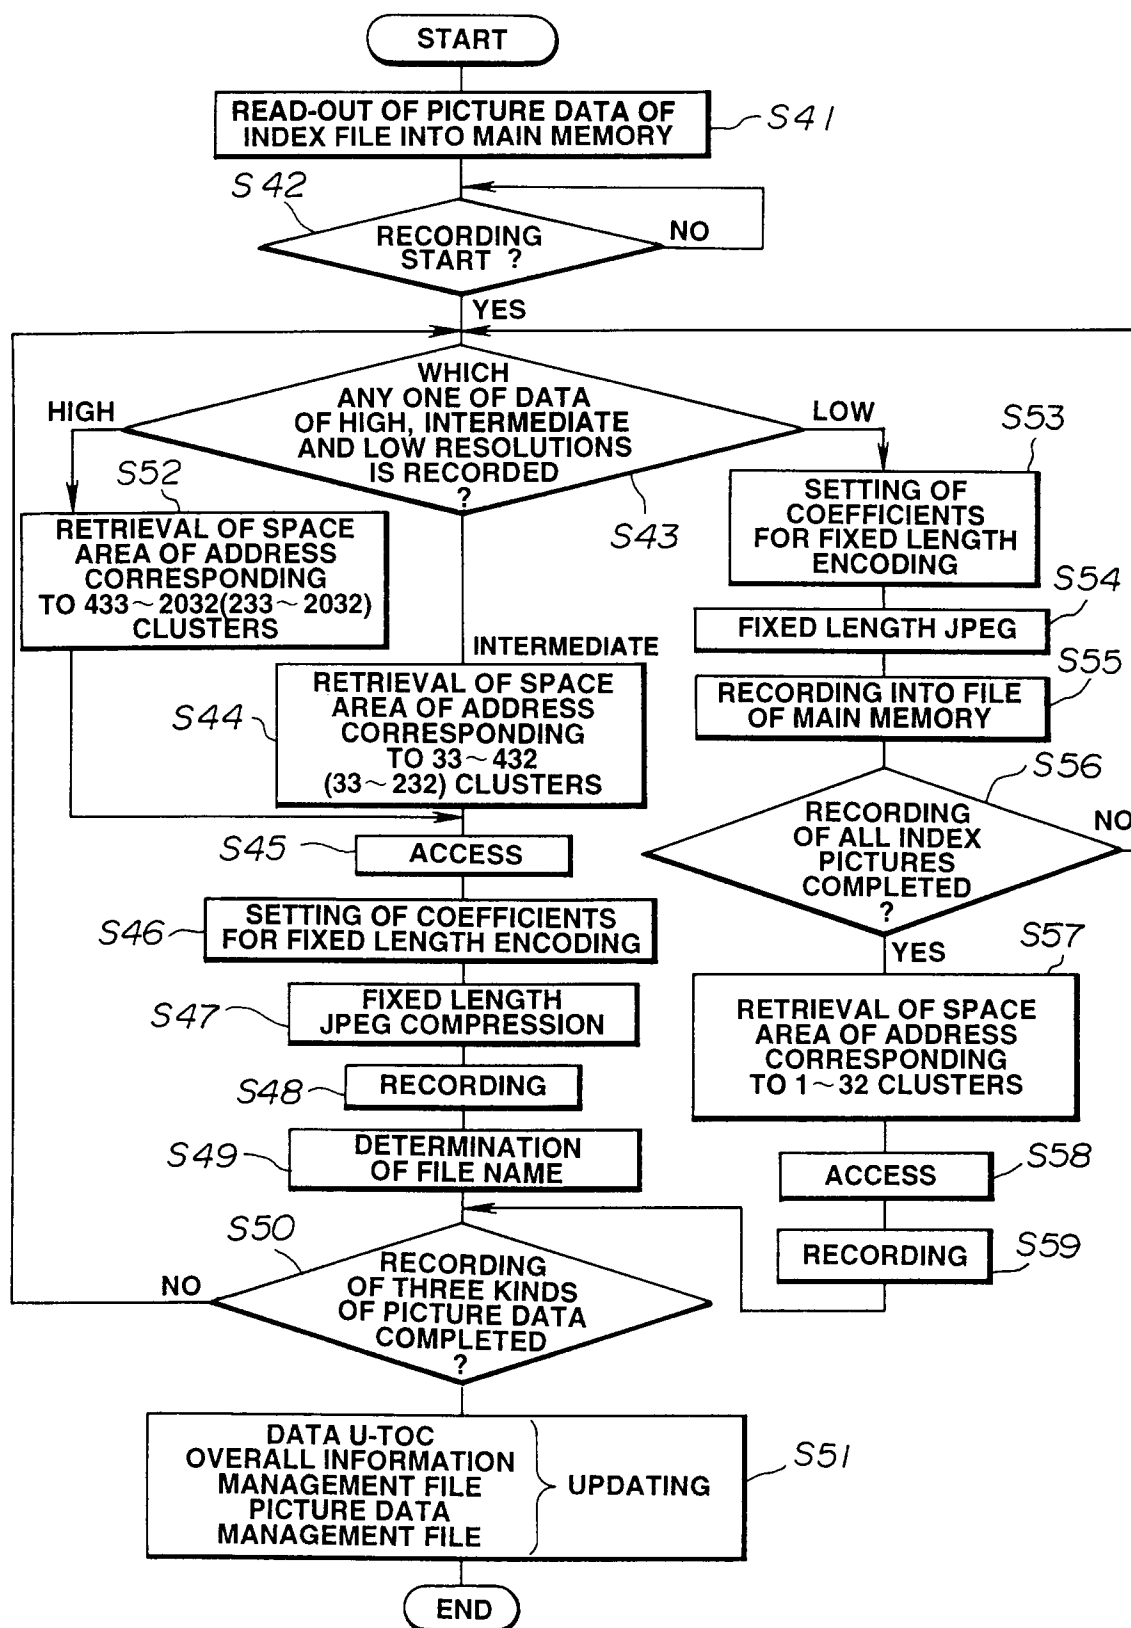 START
READ-OUT OF PICTURE DATA OF
INDEX FILE INTO MAIN MEMORY
S41
S42
RECORDING
START ?
NO
YES
WHICH
ANY ONE OF DATA
OF HIGH, INTERMEDIATE
AND LOW RESOLUTIONS
IS RECORDED
?
HIGH
LOW
S43
S52
RETRIEVAL OF SPACE
AREA OF ADDRESS
CORRESPONDING
TO 433~2032(233~2032)
CLUSTERS
INTERMEDIATE
S44
RETRIEVAL OF SPACE
AREA OF ADDRESS
CORRESPONDING
TO 33~432
(33~232) CLUSTERS
S45
ACCESS
S46
SETTING OF COEFFICIENTS
FOR FIXED LENGTH ENCODING
S47
FIXED LENGTH
JPEG COMPRESSION
S48
RECORDING
S49
DETERMINATION
OF FILE NAME
S53
SETTING OF
COEFFICIENTS
FOR FIXED LENGTH
ENCODING
S54
FIXED LENGTH JPEG
S55
RECORDING INTO FILE
OF MAIN MEMORY
S56
RECORDING
OF ALL INDEX
PICTURES
COMPLETED
?
NO
YES
S57
RETRIEVAL OF SPACE
AREA OF ADDRESS
CORRESPONDING
TO 1~32 CLUSTERS
S58
ACCESS
S59
RECORDING
S50
RECORDING
OF THREE KINDS
OF PICTURE DATA
COMPLETED
?
NO
DATA U-TOC
OVERALL INFORMATION
MANAGEMENT FILE
PICTURE DATA
MANAGEMENT FILE
UPDATING
S51
END